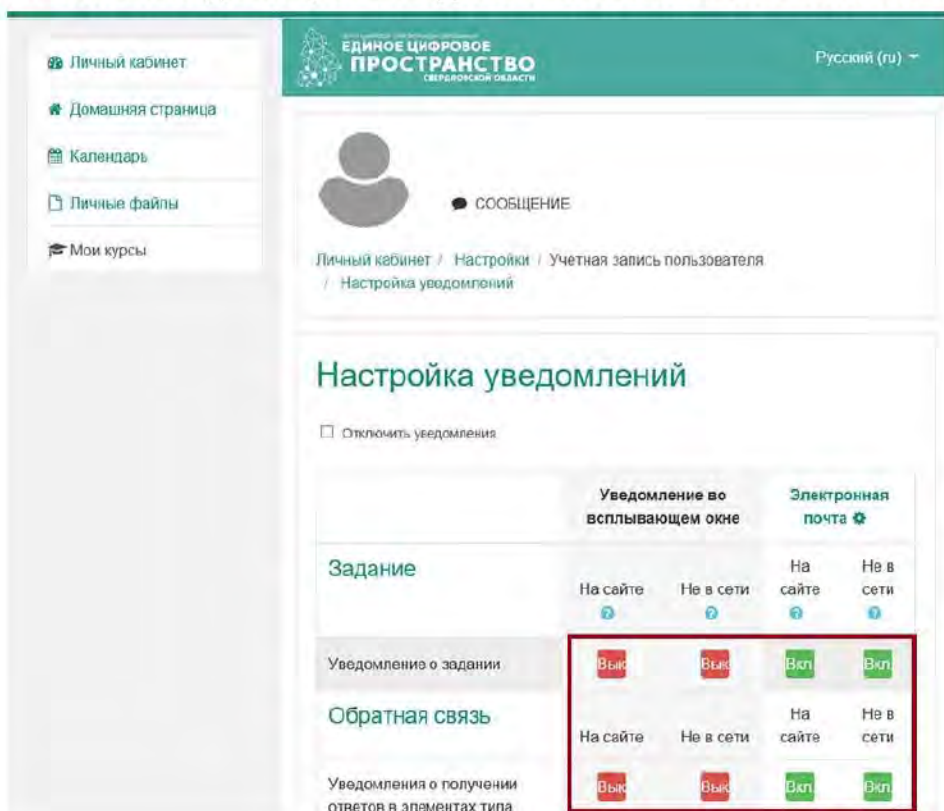 Личный кабинет
Домашняя страница
Календарь
Личные файлы
Мои курсы
ЕДИНОЕ ЦИФРОВОЕ
ПРОСТРАНСТВО
СВЕРДЛОВСКОЙ ОБЛАСТИ
Русский (ru)
СООБЩЕНИЕ
Личный кабинет / Настройки / Учетная запись пользователя
/ Настройка уведомлений
Настройка уведомлений
Отключить уведомления
Уведомление во
всплывающем окне
Электронная
почта
Задание
На сайте
Не в сети
На
сайте
Не в
сети
Уведомление о задании
Вык
Вык
Вкл.
Вкл.
Обратная связь
На сайте
Не в сети
На
сайте
Не в
сети
Уведомления о получении
ответов в элементах типа
Вык
Вык
Вкл.
Вкл.